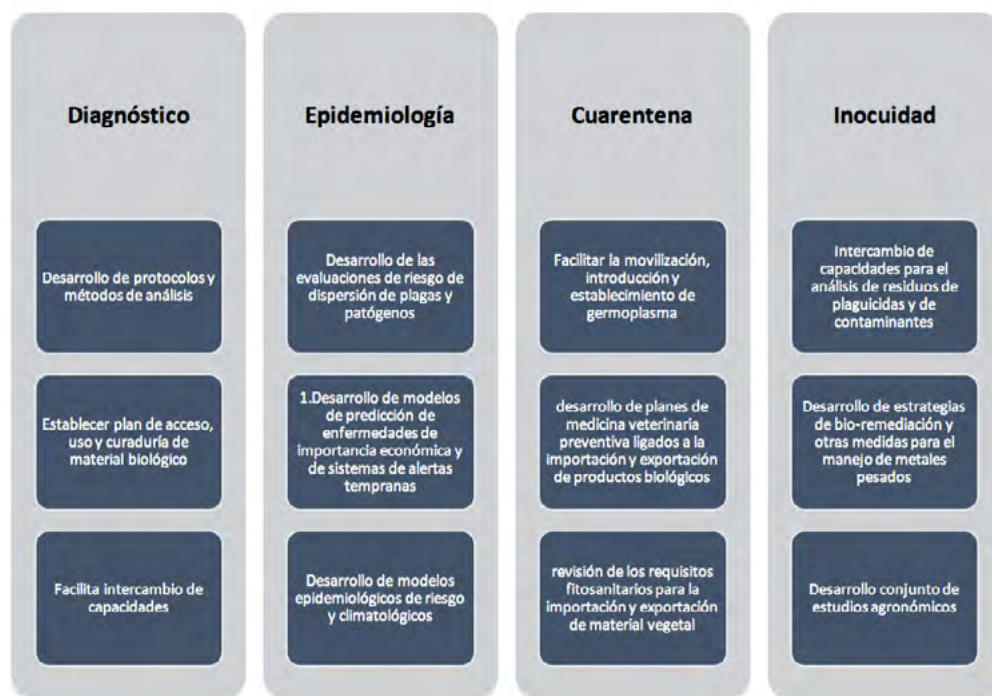 Diagnóstico
Desarrollo de protocolos y
métodos de análisis
Establecer plan de acceso,
uso y curaduría de
material biológico
Facilita intercambio de
capacidades
Epidemiología
Desarrollo de las
evaluaciones de riesgo de
dispersión de plagas y
patógenos
1.Desarrollo de modelos
de predicción de
enfermedades de
importancia económica y
de sistemas de alertas
tempranas
Desarrollo de modelos
epidemiológicos de riesgo
y climatológicos
Cuarentena
Facilitar la movilización,
introducción y
establecimiento de
germoplasma
desarrollo de planes de
medicina veterinaria
preventiva ligados a la
importación y exportación
de productos biológicos
revisión de los requisitos
fitosanitarios para la
importación y exportación
de material vegetal
Inocuidad
Intercambio de
capacidades para el
análisis de residuos de
plaguicidas y de
contaminantes
Desarrollo de estrategias
de bio-remediación y
otras medidas para el
manejo de metales
pesados
Desarrollo conjunto de
estudios agronómicos